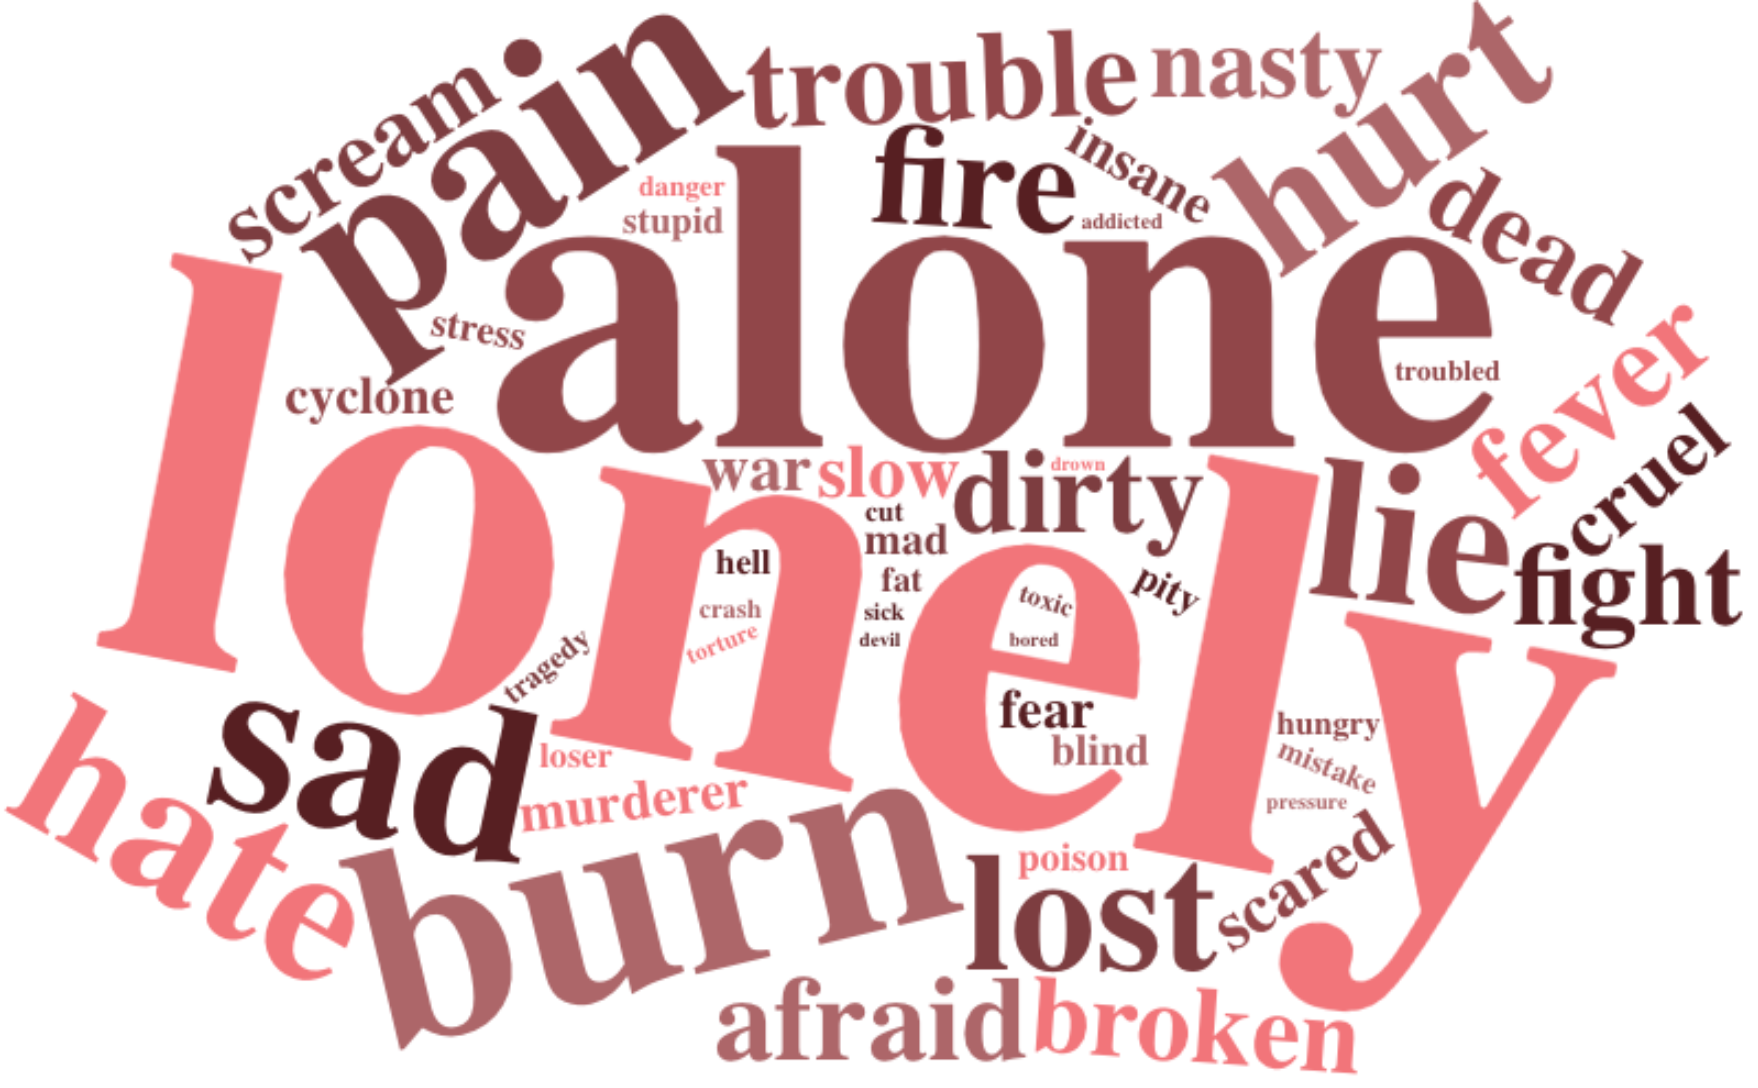 scream
pain
trouble
nasty
hurt
danger
stupid
fire
insane
addicted
dead
alone
stress
cyclone
troubled
fever
cruel
lonely
war
slow
drown
dirty
lie
fight
cut
mad
hell
fat
crash
sick
torture
devil
toxic
bored
pity
tragedy
sad
loser
murderer
fear
blind
hungry
mistake
pressure
hate
burn
poison
lost
scared
afraid
broken